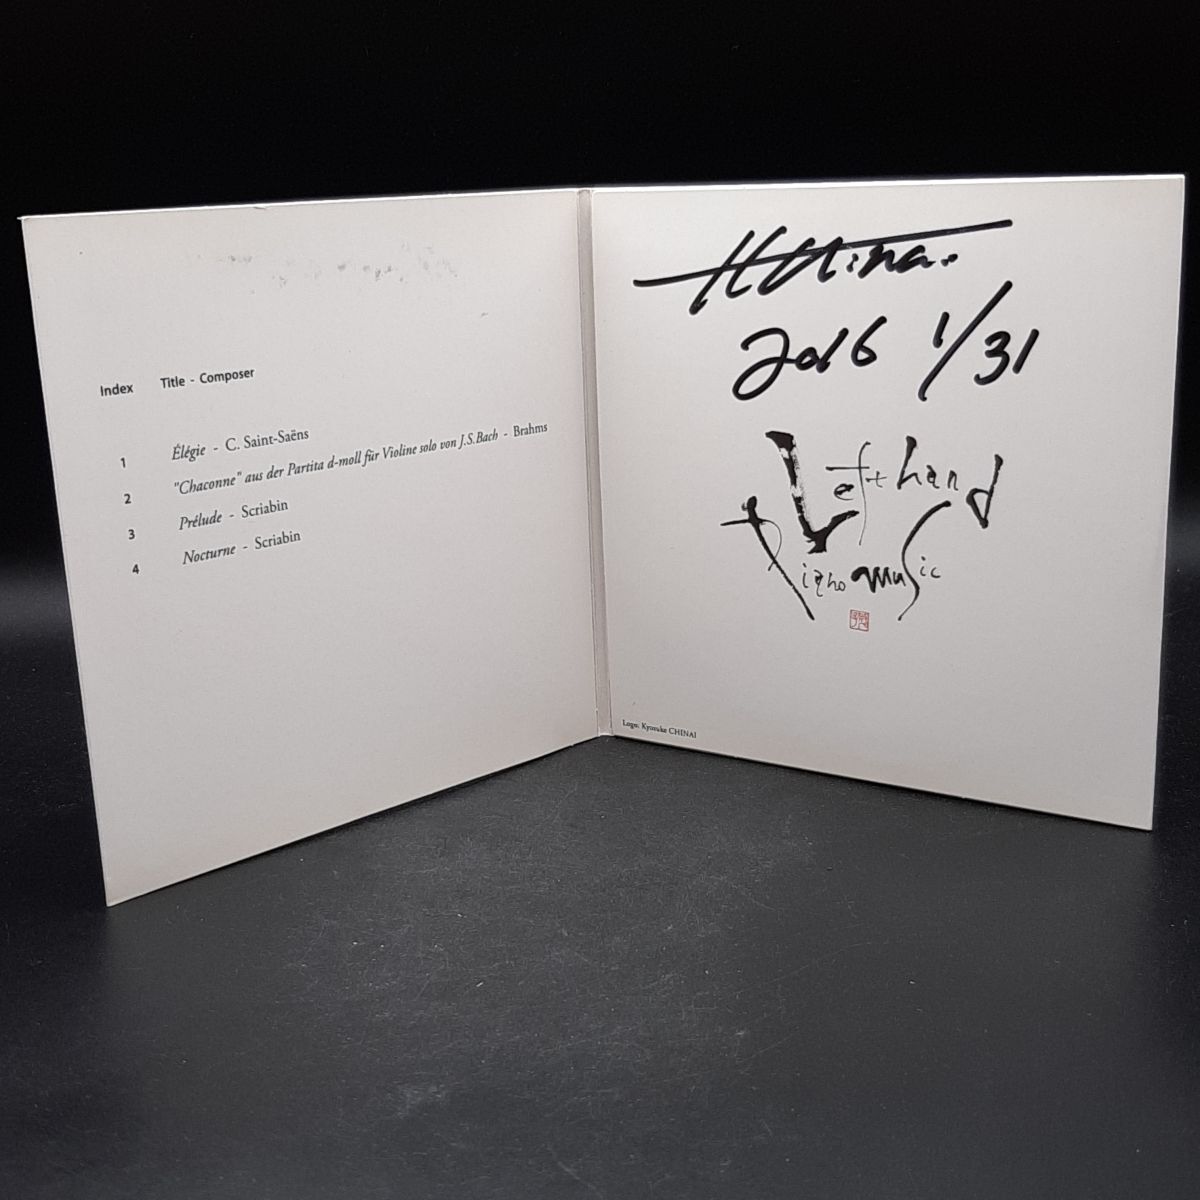 Index Title - Composer
1 Élégie - C. Saint-Saëns
2 "Chaconne" aus der Partita d-moll für Violine solo von J.S.Bach - Brahms
3 Prélude - Scriabin
4 Nocturne - Scriabin
2016 1/31
Left hand
Piano music
Logo: Kyosuke CHINAI